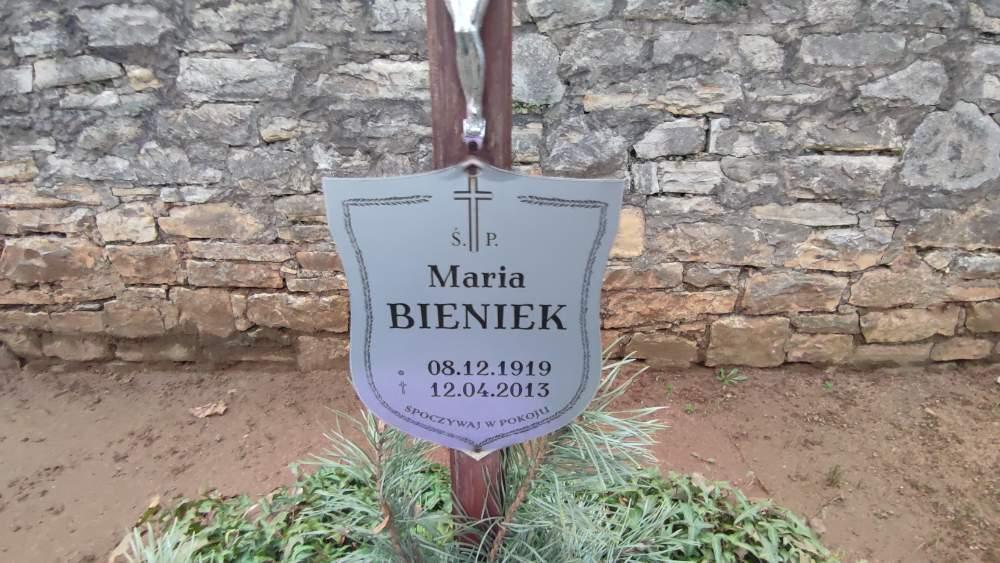 Ś. P.
Maria
BIENIEK
08.12.1919
† 12.04.2013
SPOCZYWAJ W POKOJU